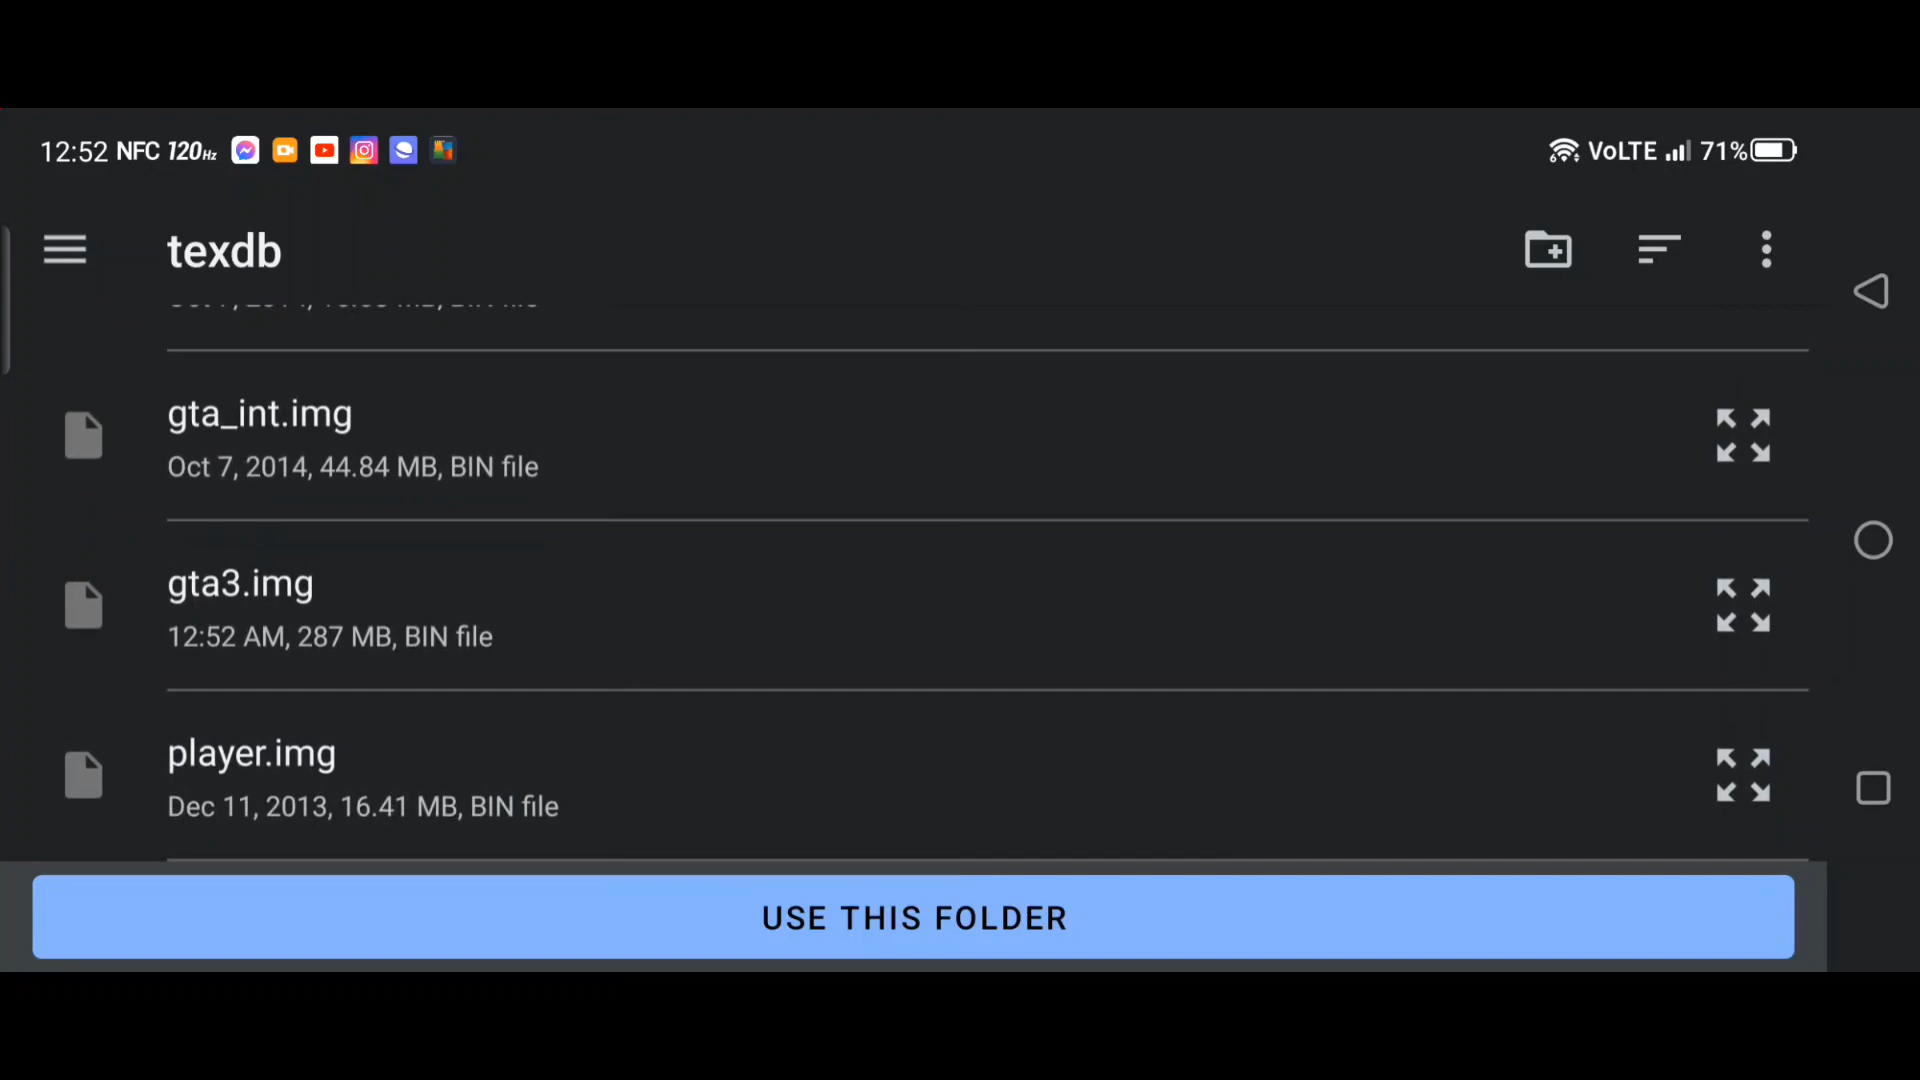 12:52 NFC 120Hz VoLTE 71%
texdb
gta_int.img
Oct 7, 2014, 44.84 MB, BIN file
gta3.img
12:52 AM, 287 MB, BIN file
player.img
Dec 11, 2013, 16.41 MB, BIN file
USE THIS FOLDER